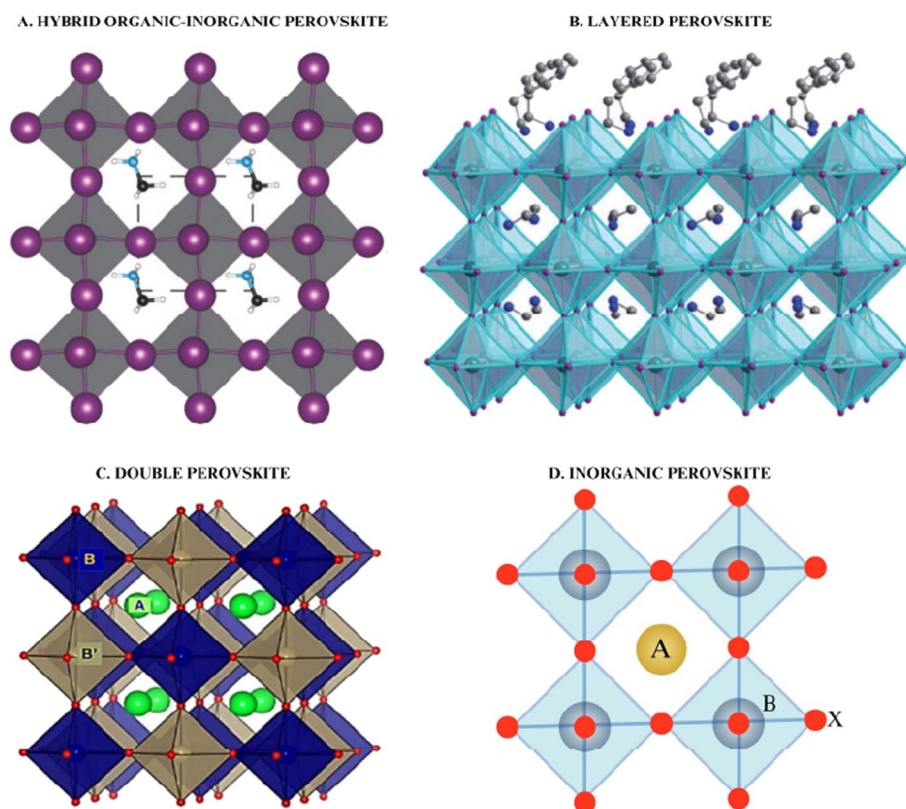 A. HYBRID ORGANIC-INORGANIC PEROVSKITE
B. LAYERED PEROVSKITE
C. DOUBLE PEROVSKITE
B
A
B'
D. INORGANIC PEROVSKITE
A
B
X